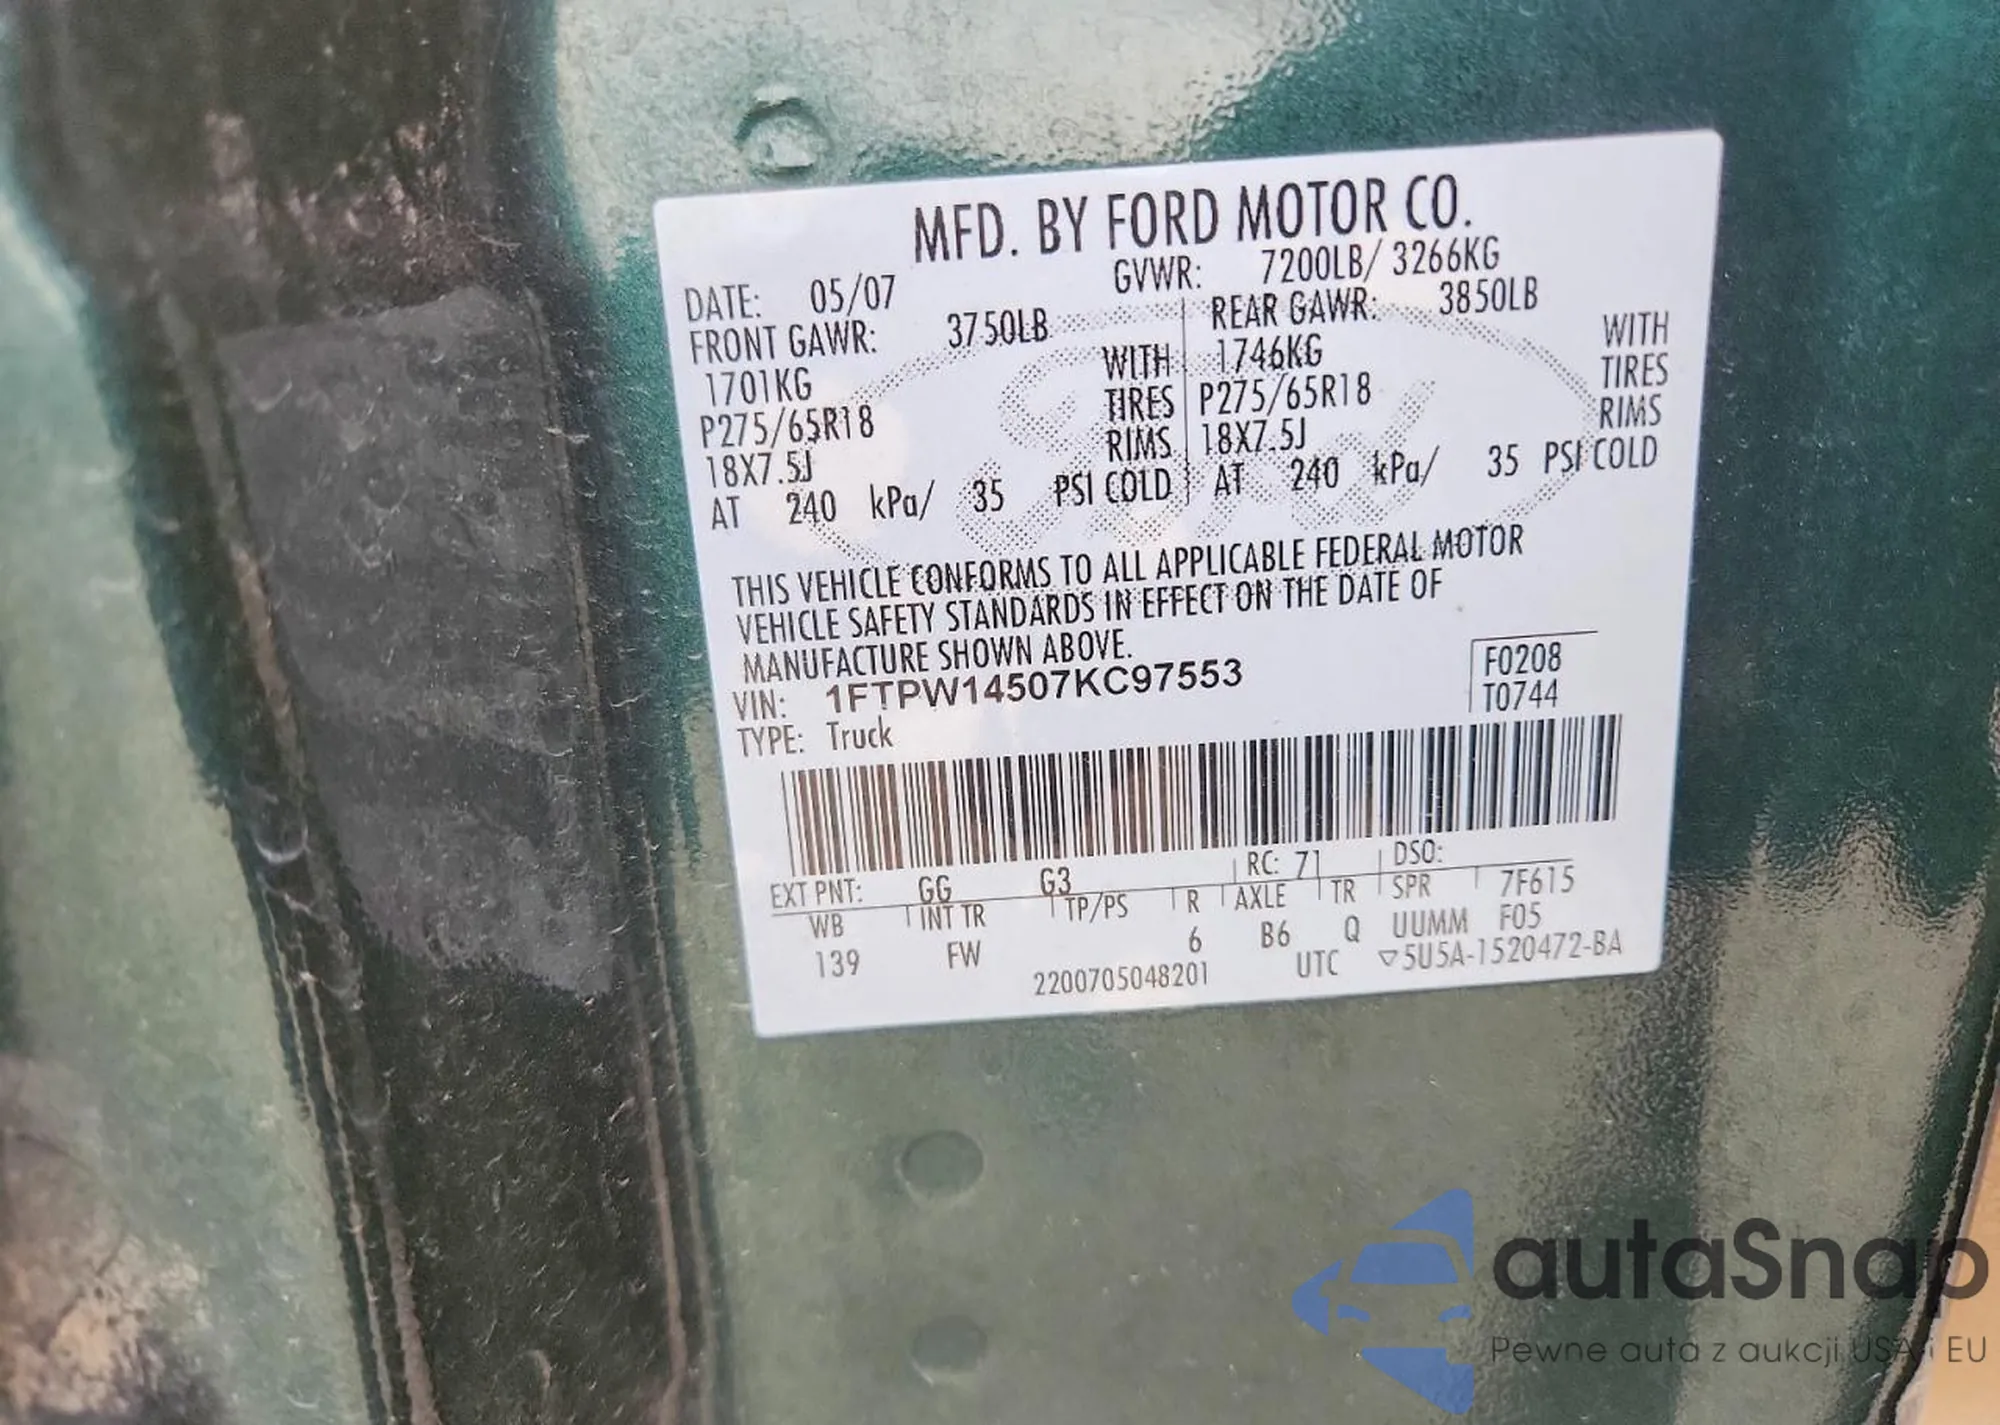 MFD. BY FORD MOTOR CO.
DATE: 05/07 GVWR: 7200LB/ 3266KG
FRONT GAWR: 3750LB REAR GAWR: 3850LB
1701KG WITH 1746KG WITH
P275/65R18 TIRES P275/65R18 TIRES
18X7.5J RIMS 18X7.5J RIMS
AT 240 kPa/ 35 PSI COLD AT 240 kPa/ 35 PSI COLD
THIS VEHICLE CONFORMS TO ALL APPLICABLE FEDERAL MOTOR
VEHICLE SAFETY STANDARDS IN EFFECT ON THE DATE OF
MANUFACTURE SHOWN ABOVE.
VIN: 1FTPW14507KC97553 F0208
TYPE: Truck T0744
EXT PNT: GG G3 RC: 71 DSO:
WB INT TR TP/PS R AXLE TR SPR 7F615
139 FW 6 B6 Q UUMM F05
2200705048201 UTC ▽5U5A-1520472-BA
autaSnap
Pewne auta z aukcji USA i EU